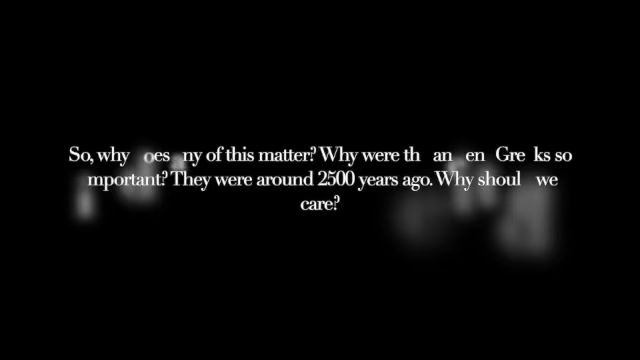 So, why oes ny of this matter? Why were th an en Gre ks so
mportant? They were around 2500 years ago. Why shoul we
care?